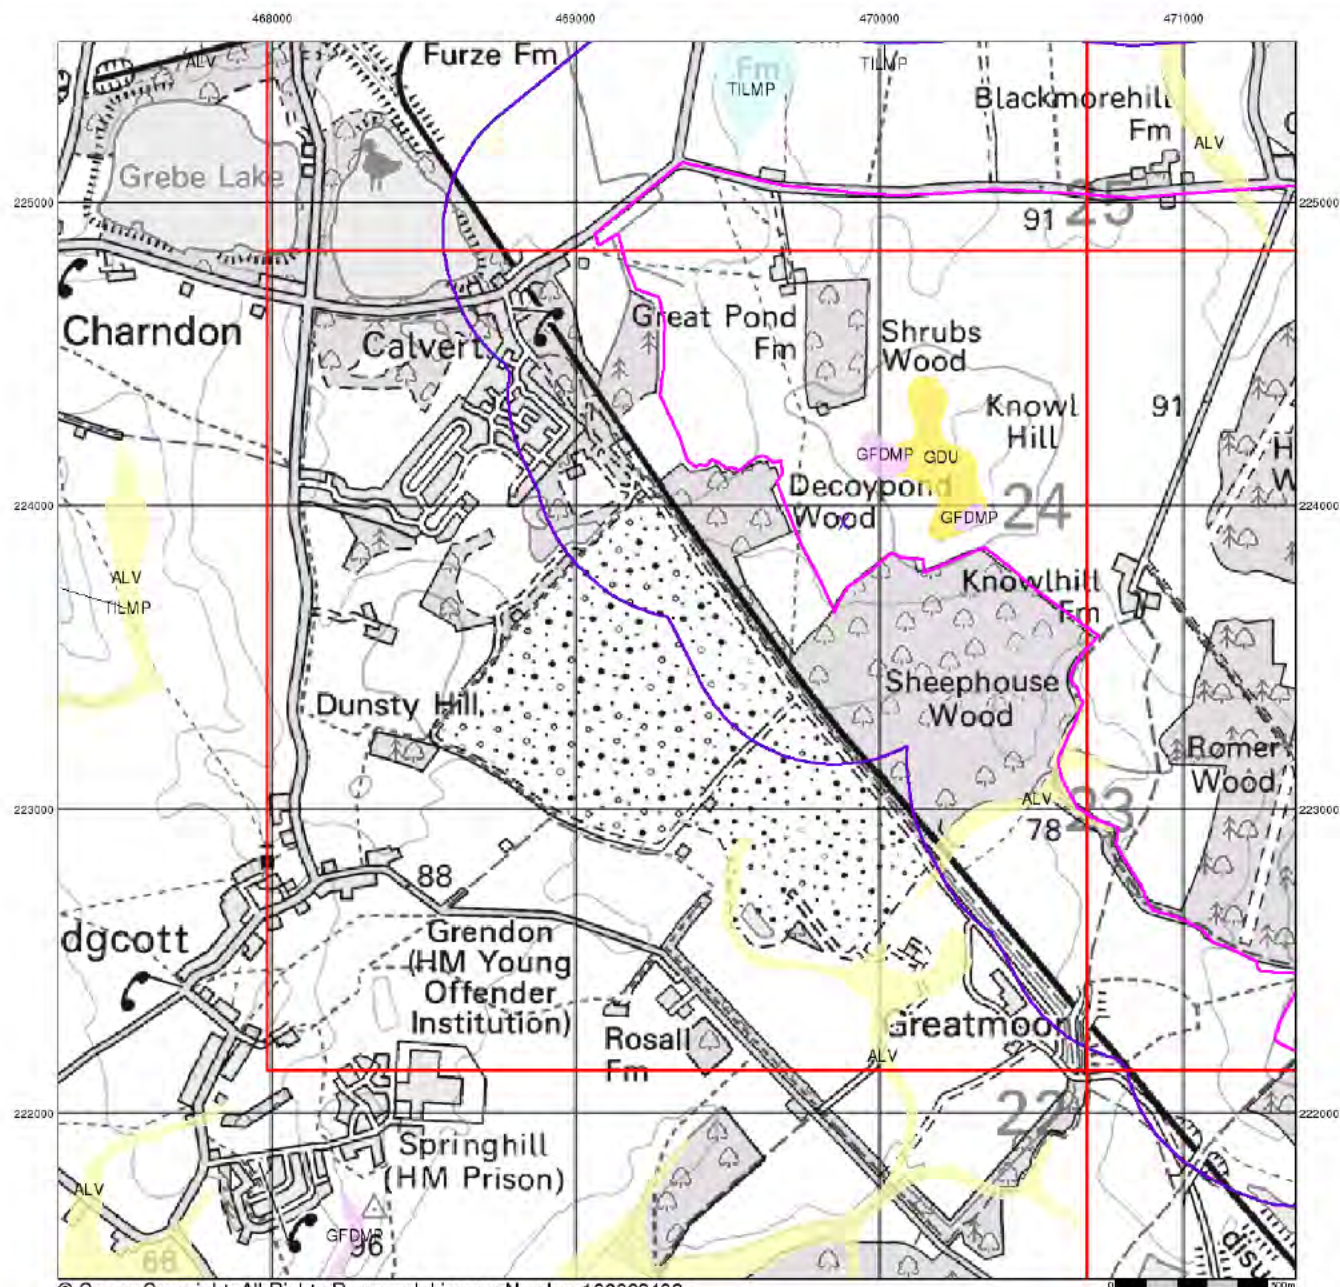 468000
469000
470000
471000
ALV
Furze Fm
Fm
TILMP
TILMP
Blackmorehill
Fm
ALV
Grebe Lake
225000
91
25
225000
Charndon
Calvert
Great Pond
Fm
Shrubs
Wood
Knowl
Hill
91
GFDMP
GDU
H
W
224000
Decoypond
Wood
GFDMP
24
224000
ALV
TILMP
Knowlhill
Fm
Dunsty Hill
Sheephouse
Wood
Romer
Wood
223000
ALV
78
23
223000
88
dgcott
Grendon
(HM Young
Offender
Institution)
Rosall
Fm
Greatmoor
ALV
222000
22
222000
Springhill
(HM Prison)
ALV
GFDMP
96
68
disu